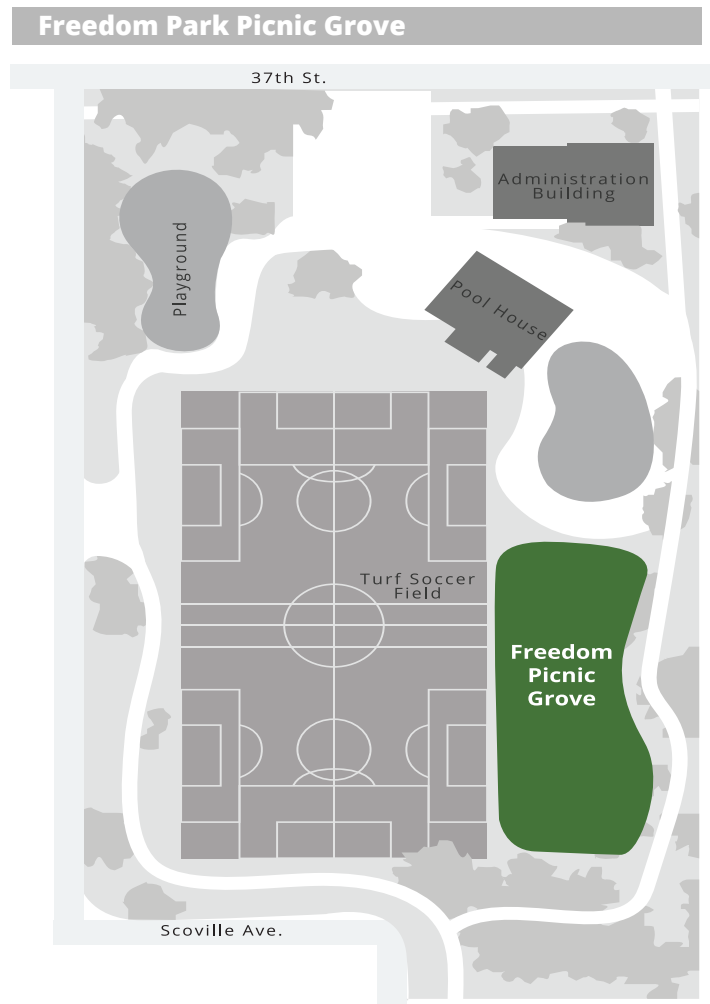 Freedom Park Picnic Grove
37th St.
Administration
Building
Playground
Pool House
Turf Soccer
Field
Freedom
Picnic
Grove
Scoville Ave.